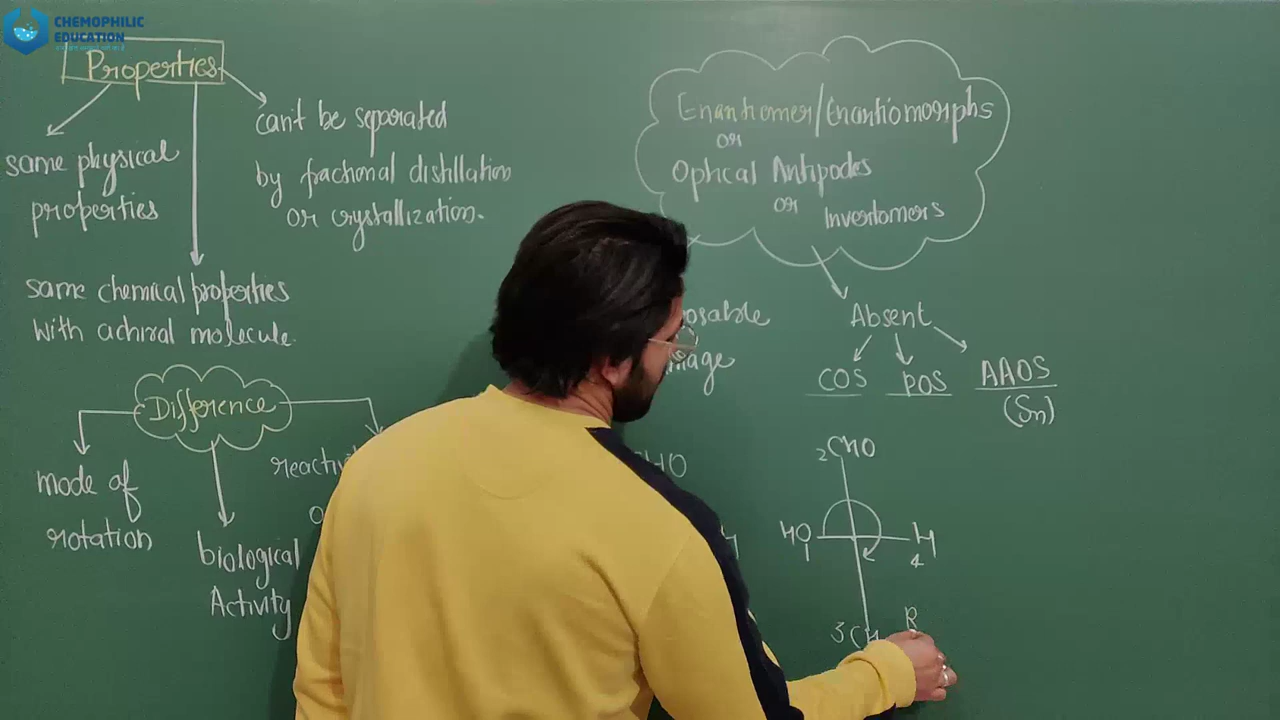 CHEMOPHILIC
EDUCATION
Properties
can't be separated
by fractional distillation
or crystallization.
same physical
properties
same chemical properties
with achiral molecule.
Difference
mode of
rotation
biological
Activity
Enantiomer/Enantiomorphs
or
Optical Antipodes
or Invertomers
Absent
COS POS AAOS
(Sn)
2CHO
HO H
1 4
3CH R